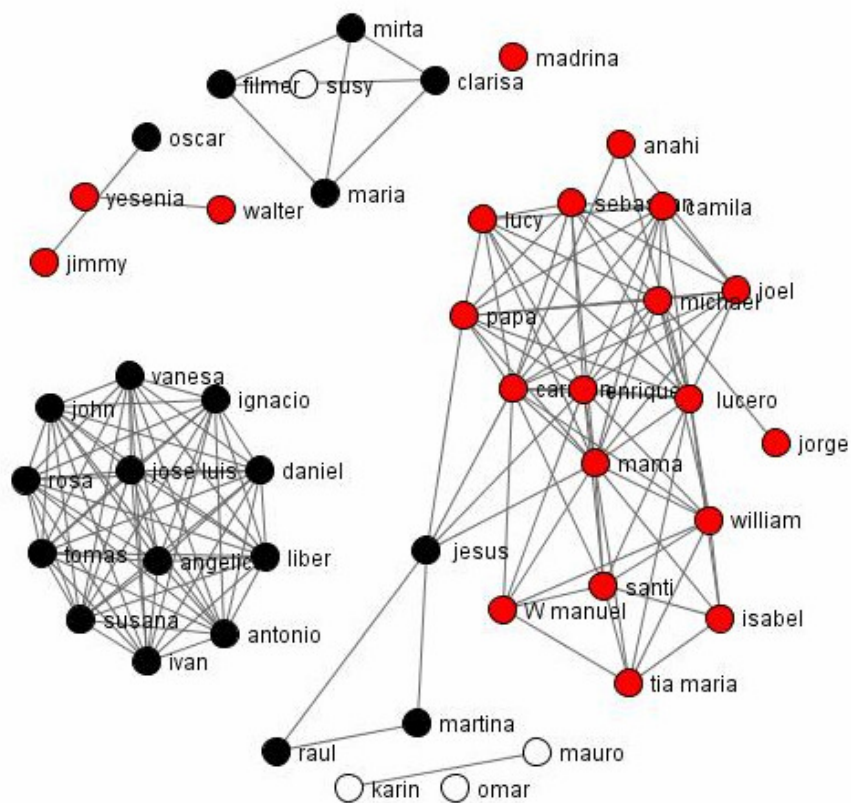 mirta
madrina
filmer
susy
clarisa
oscar
anahi
maria
yesenia
walter
lucy
sebastian
camila
jimmy
joel
michael
papa
vanesa
ignacio
john
enrique
lucero
jorge
mama
rosa
jose luis
daniel
william
jesus
tomas
angelica
liber
santi
W manuel
isabel
susana
antonio
ivan
tia maria
martina
raul
mauro
karin
omar